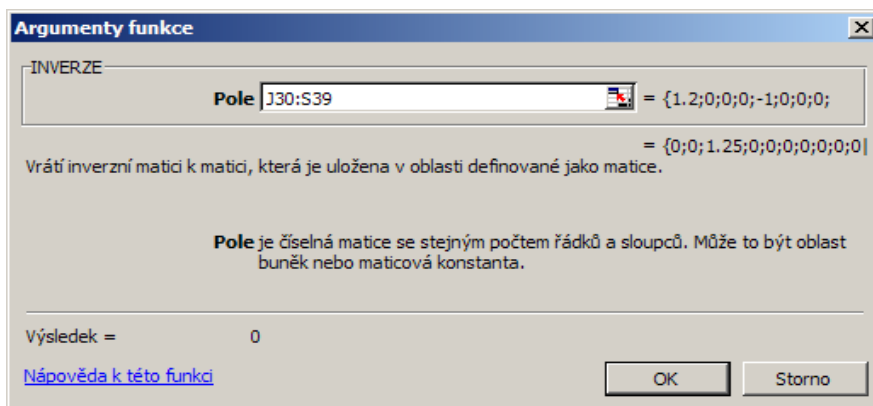 Argumenty funkce
INVERZE
Pole J30:S39 = {1.2;0;0;0;-1;0;0;0;
= {0;0;1.25;0;0;0;0;0;0;0|
Vrátí inverzní matici k matici, která je uložena v oblasti definované jako matice.
Pole je číselná matice se stejným počtem řádků a sloupců. Může to být oblast
buněk nebo maticová konstanta.
Výsledek = 0
Nápověda k této funkci OK Storno